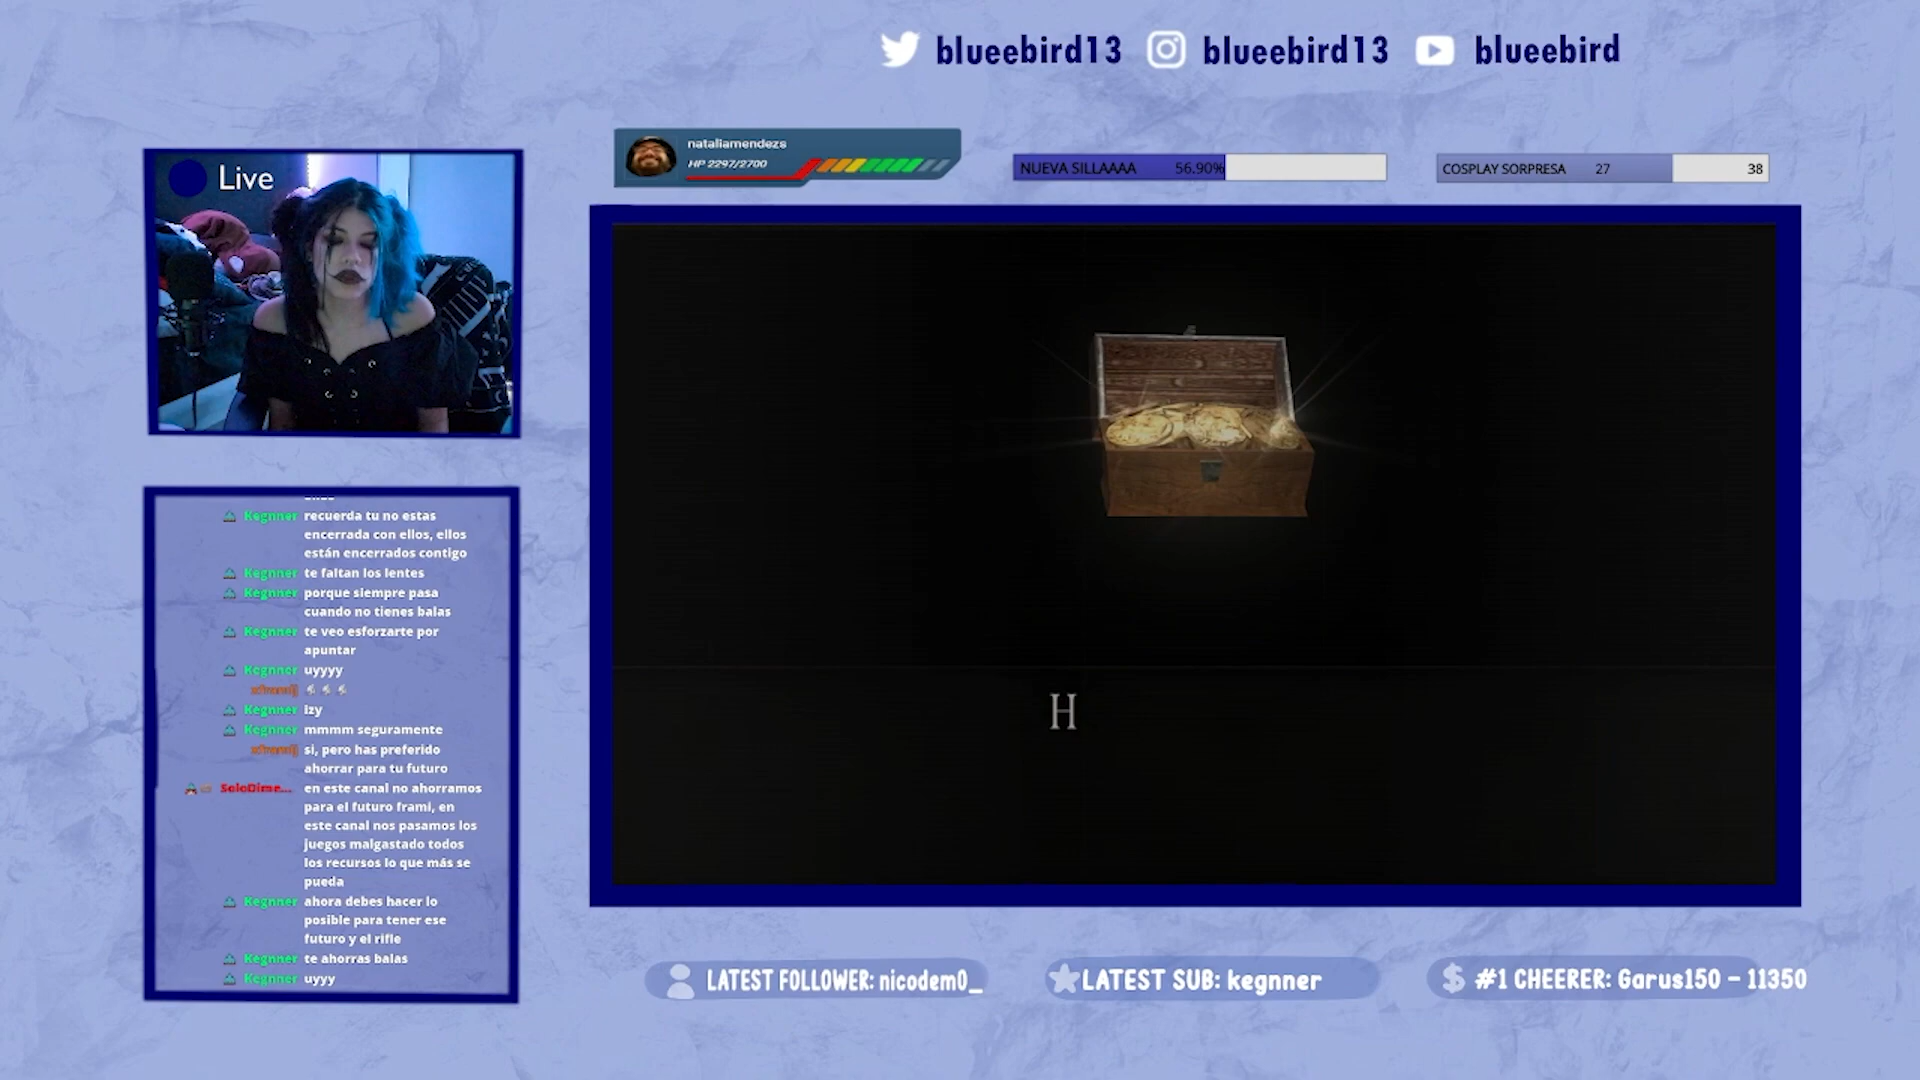 blueebird13 blueebird13 blueebird
nataliamendezs
HP 2297/2700
NUEVA SILLAAAA 56.90%
COSPLAY SORPRESA 27 38
Live
Kegnner recuerda tu no estas
encerrada con ellos, ellos
están encerrados contigo
Kegnner te faltan los lentes
Kegnner porque siempre pasa
cuando no tienes balas
Kegnner te veo esforzarte por
apuntar
Kegnner uyyyy
Kegnner izy
Kegnner mmmm seguramente
si, pero has preferido
ahorrar para tu futuro
SoloDime... en este canal no ahorramos
para el futuro frami, en
este canal nos pasamos los
juegos malgastado todos
los recursos lo que más se
pueda
Kegnner ahora debes hacer lo
posible para tener ese
futuro y el rifle
Kegnner te ahorras balas
Kegnner uyyy
H
LATEST FOLLOWER: nicodem0_
LATEST SUB: kegnner
#1 CHEERER: Garus150 - 11350